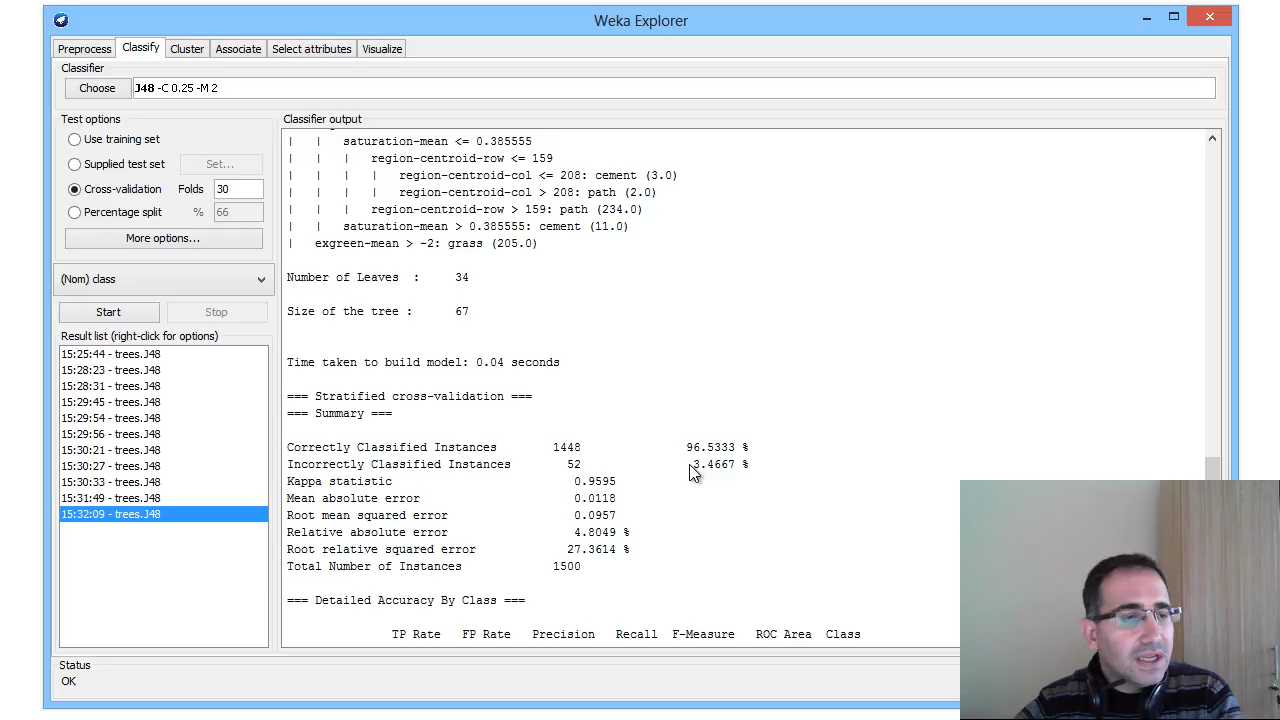 Weka Explorer
Preprocess Classify Cluster Associate Select attributes Visualize
Classifier
Choose J48 -C 0.25 -M 2
Test options
Use training set
Supplied test set Set...
Cross-validation Folds 30
Percentage split % 66
More options...
(Nom) class
Start Stop
Result list (right-click for options)
15:25:44 - trees.J48
15:28:23 - trees.J48
15:28:31 - trees.J48
15:29:45 - trees.J48
15:29:54 - trees.J48
15:29:56 - trees.J48
15:30:21 - trees.J48
15:30:27 - trees.J48
15:30:33 - trees.J48
15:31:49 - trees.J48
15:32:09 - trees.J48
Classifier output
| | saturation-mean <= 0.385555
| | | region-centroid-row <= 159
| | | | region-centroid-col <= 208: cement (3.0)
| | | | region-centroid-col > 208: path (2.0)
| | | region-centroid-row > 159: path (234.0)
| | saturation-mean > 0.385555: cement (11.0)
| exgreen-mean > -2: grass (205.0)
Number of Leaves : 34
Size of the tree : 67
Time taken to build model: 0.04 seconds
=== Stratified cross-validation ===
=== Summary ===
Correctly Classified Instances 1448 96.5333 %
Incorrectly Classified Instances 52 3.4667 %
Kappa statistic 0.9595
Mean absolute error 0.0118
Root mean squared error 0.0957
Relative absolute error 4.8049 %
Root relative squared error 27.3614 %
Total Number of Instances 1500
=== Detailed Accuracy By Class ===
TP Rate FP Rate Precision Recall F-Measure ROC Area Class
Status
OK